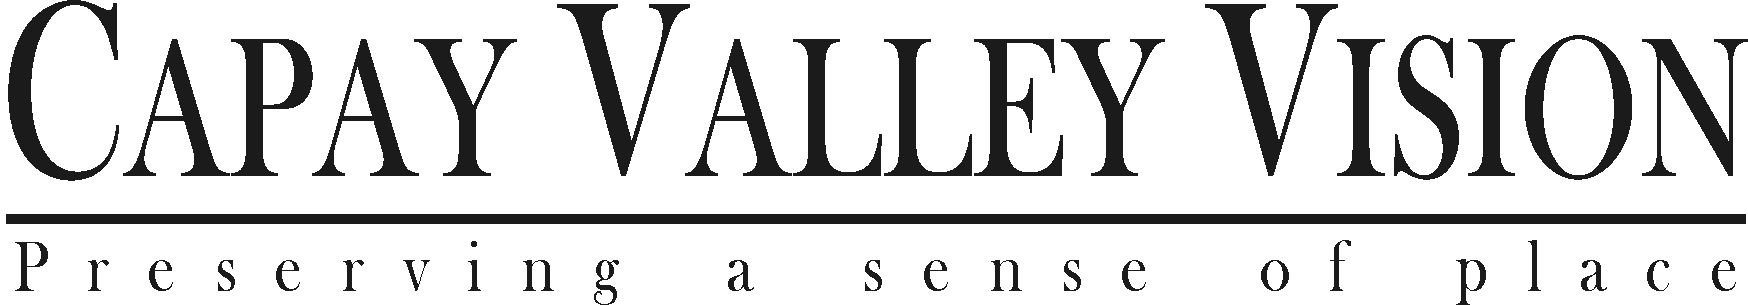 CAPAY VALLEY VISION
Preserving a sense of place